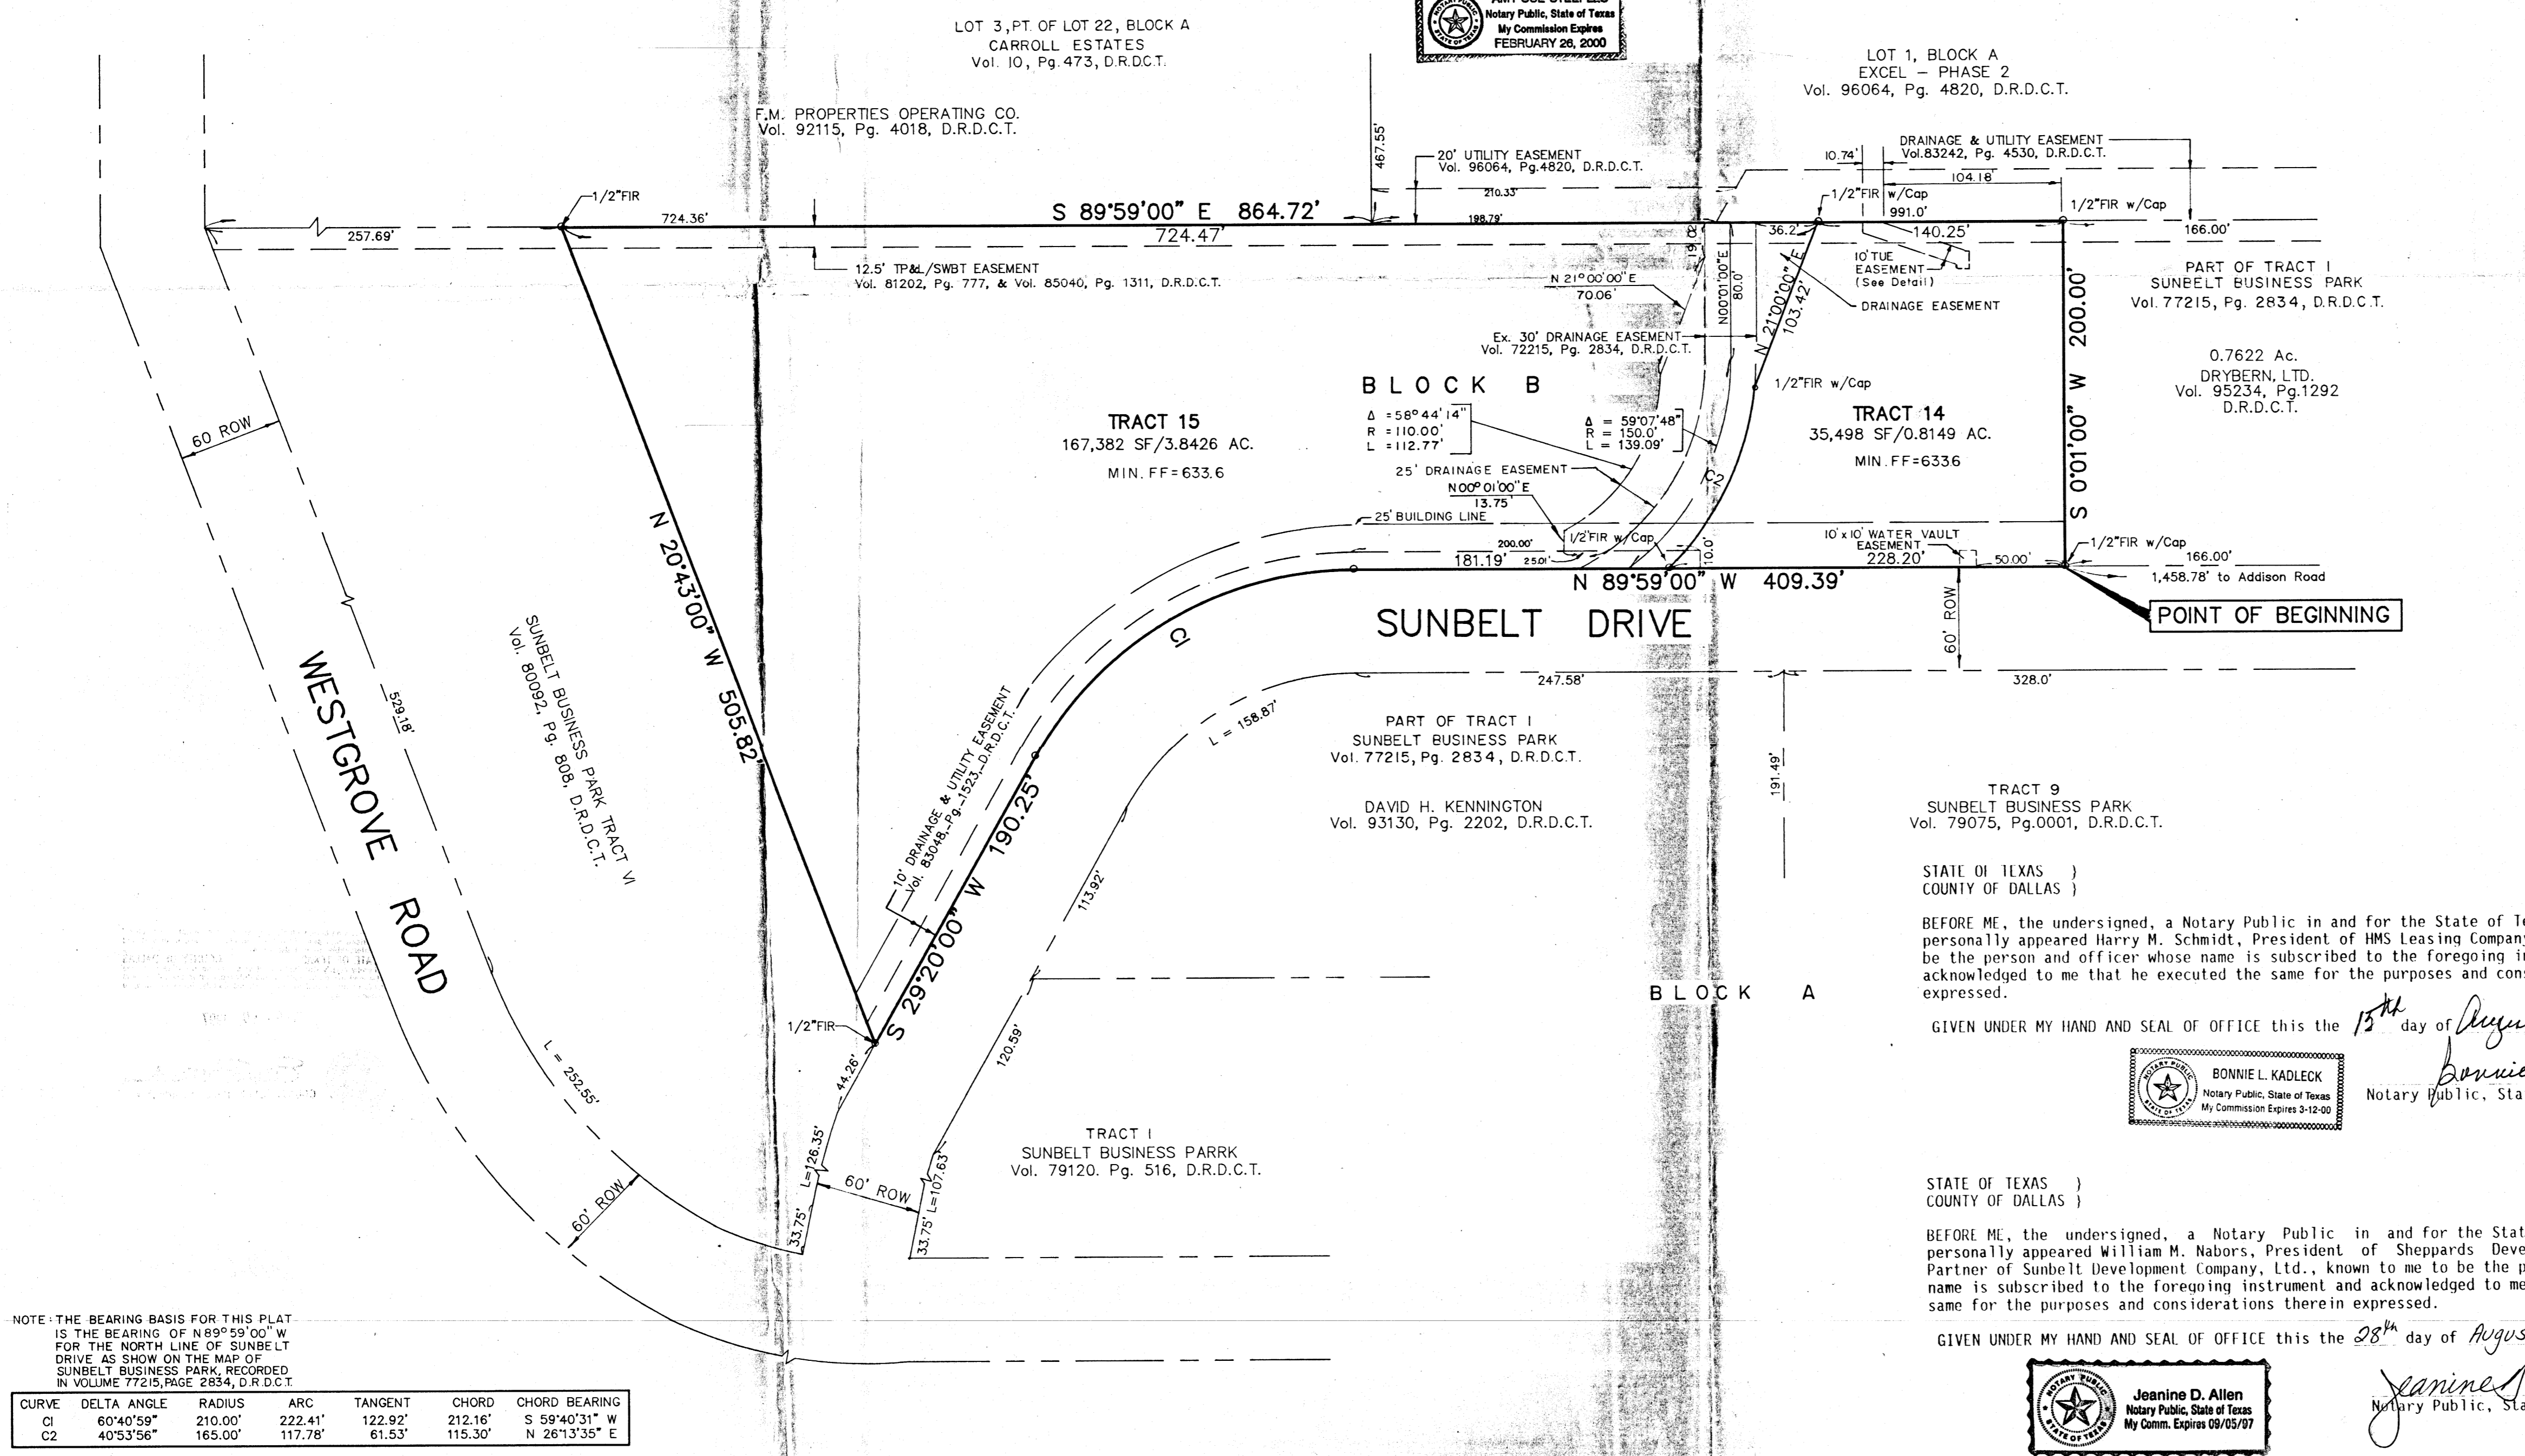 LOT 3, PT. OF LOT 22, BLOCK A
CARROLL ESTATES
Vol. 10, Pg. 473, D.R.D.C.T.
F.M. PROPERTIES OPERATING CO.
Vol. 92115, Pg. 4018, D.R.D.C.T.
NOTARY PUBLIC
STATE OF TEXAS
Notary Public, State of Texas
My Commission Expires
FEBRUARY 26, 2000
LOT 1, BLOCK A
EXCEL – PHASE 2
Vol. 96064, Pg. 4820, D.R.D.C.T.
467.55'
20' UTILITY EASEMENT
Vol. 96064, Pg.4820, D.R.D.C.T.
210.33'
10.74'
DRAINAGE & UTILITY EASEMENT
Vol.83242, Pg. 4530, D.R.D.C.T.
104.18'
1/2"FIR
1/2"FIR w/Cap
991.0'
1/2"FIR w/Cap
257.69'
724.36'
S 89°59'00" E 864.72'
724.47'
198.79'
19.02
36.2'
140.25'
166.00'
12.5' TP&L/SWBT EASEMENT
Vol. 81202, Pg. 777, & Vol. 85040, Pg. 1311, D.R.D.C.T.
N 21°00'00" E
70.06'
N00°01'00"E
80.0'
N 21°00'00" E
103.42'
10' TUE
EASEMENT
(See Detail)
DRAINAGE EASEMENT
Ex. 30' DRAINAGE EASEMENT
Vol. 72215, Pg. 2834, D.R.D.C.T.
1/2"FIR w/Cap
S 0°01'00" W 200.00'
PART OF TRACT I
SUNBELT BUSINESS PARK
Vol. 77215, Pg. 2834, D.R.D.C.T.
0.7622 Ac.
DRYBERN, LTD.
Vol. 95234, Pg.1292
D.R.D.C.T.
BLOCK B
Δ =58°44'14"
R =110.00'
L =112.77'
Δ = 59°07'48"
R = 150.0'
L = 139.09'
TRACT 15
167,382 SF/3.8426 AC.
MIN. FF=633.6
TRACT 14
35,498 SF/0.8149 AC.
MIN. FF=633.6
60 ROW
25' DRAINAGE EASEMENT
N00°01'00"E
13.75'
C2
25' BUILDING LINE
1/2"FIR w/Cap
200.00'
181.19'
25.01'
10.0'
10'x10' WATER VAULT
EASEMENT
228.20'
50.00'
1/2"FIR w/Cap
166.00'
1,458.78' to Addison Road
N 89°59'00" W 409.39'
SUNBELT DRIVE
60' ROW
POINT OF BEGINNING
N 20°43'00" W 505.82'
C1
SUNBELT BUSINESS PARK TRACT VI
Vol. 80092, Pg. 808, D.R.D.C.T.
WESTGROVE ROAD
529.18'
247.58'
328.0'
L = 158.87'
191.49'
PART OF TRACT I
SUNBELT BUSINESS PARK
Vol. 77215, Pg. 2834, D.R.D.C.T.
DAVID H. KENNINGTON
Vol. 93130, Pg. 2202, D.R.D.C.T.
10' DRAINAGE & UTILITY EASEMENT
Vol. 83048, Pg. 1523, D.R.D.C.T.
S 29°20'00" W 190.25'
113.92'
TRACT 9
SUNBELT BUSINESS PARK
Vol. 79075, Pg.0001, D.R.D.C.T.
STATE OF TEXAS )
COUNTY OF DALLAS )
BEFORE ME, the undersigned, a Notary Public in and for the State of
personally appeared Harry M. Schmidt, President of HMS Leasing Company
be the person and officer whose name is subscribed to the foregoing
acknowledged to me that he executed the same for the purposes and
expressed.
GIVEN UNDER MY HAND AND SEAL OF OFFICE this the 15th day of
BONNIE L. KADLECK
Notary Public, State of Texas
My Commission Expires 3-12-00
NOTARY PUBLIC
STATE OF TEXAS
Bonnie
Notary Public,
BLOCK A
1/2"FIR
44.26'
120.59'
L = 252.55'
L=126.35'
33.75'
60' ROW
L=107.63'
33.75'
60' ROW
TRACT I
SUNBELT BUSINESS PARRK
Vol. 79120. Pg. 516, D.R.D.C.T.
STATE OF TEXAS )
COUNTY OF DALLAS )
BEFORE ME, the undersigned, a Notary Public in and for the
personally appeared William M. Nabors, President of Sheppards
Partner of Sunbelt Development Company, Ltd., known to me to be the
name is subscribed to the foregoing instrument and acknowledged to me
same for the purposes and considerations therein expressed.
GIVEN UNDER MY HAND AND SEAL OF OFFICE this the 28th day of
NOTARY PUBLIC
STATE OF TEXAS
Jeanine D. Allen
Notary Public, State of Texas
My Comm. Expires 09/05/97
Jeanine
Notary Public,
NOTE: THE BEARING BASIS FOR THIS PLAT
IS THE BEARING OF N89°59'00"W
FOR THE NORTH LINE OF SUNBELT
DRIVE AS SHOW ON THE MAP OF
SUNBELT BUSINESS PARK, RECORDED
IN VOLUME 77215, PAGE 2834, D.R.D.C.T.
CURVE DELTA ANGLE RADIUS ARC TANGENT CHORD CHORD BEARING
C1 60°40'59" 210.00' 222.41' 122.92' 212.16' S 59°40'31" W
C2 40°53'56" 165.00' 117.78' 61.53' 115.30' N 26°13'35" E